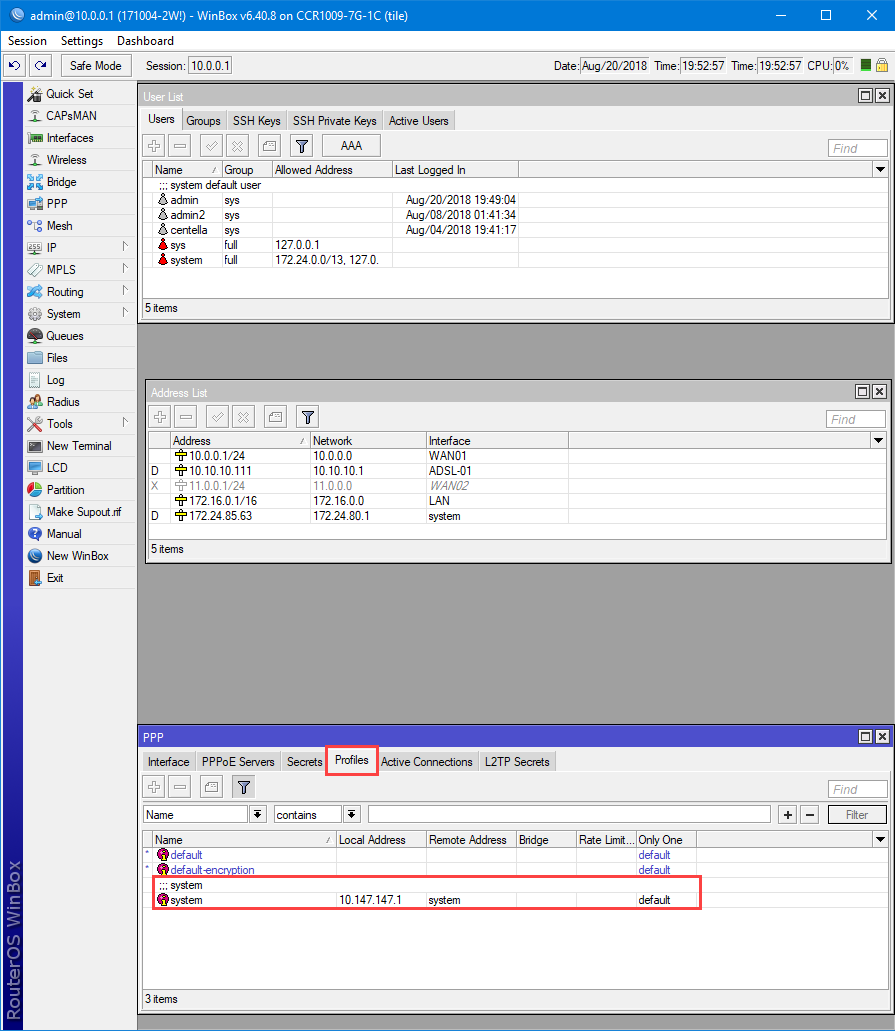 admin@10.0.0.1 (171004-2W!) - WinBox v6.40.8 on CCR1009-7G-1C (tile)
Session Settings Dashboard
Safe Mode Session: 10.0.0.1 Date: Aug/20/2018 Time: 19:52:57 Time: 19:52:57 CPU: 0%
Quick Set
CAPsMAN
Interfaces
Wireless
Bridge
PPP
Mesh
IP
MPLS
Routing
System
Queues
Files
Log
Radius
Tools
New Terminal
LCD
Partition
Make Supout.rif
Manual
New WinBox
Exit
RouterOS WinBox
User List
Users Groups SSH Keys SSH Private Keys Active Users
AAA Find
Name / Group Allowed Address Last Logged In
;;; system default user
admin sys Aug/20/2018 19:49:04
admin2 sys Aug/08/2018 01:41:34
centella sys Aug/04/2018 19:41:17
sys full 127.0.0.1
system full 172.24.0.0/13, 127.0.
5 items
Address List
Find
Address / Network Interface
10.0.0.1/24 10.0.0.0 WAN01
D 10.10.10.111 10.10.10.1 ADSL-01
X 11.0.0.1/24 11.0.0.0 WAN02
172.16.0.1/16 172.16.0.0 LAN
D 172.24.85.63 172.24.80.1 system
5 items
PPP
Interface PPPoE Servers Secrets Profiles Active Connections L2TP Secrets
Find
Name contains + - Filter
Name / Local Address Remote Address Bridge Rate Limit... Only One
* default default
* default-encryption default
;;; system
system 10.147.147.1 system default
3 items